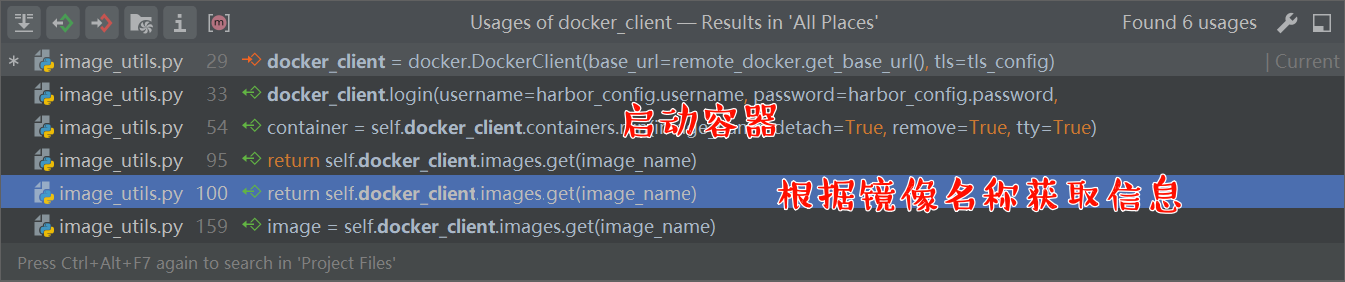 Usages of docker_client — Results in 'All Places'
Found 6 usages
* image_utils.py 29 docker_client = docker.DockerClient(base_url=remote_docker.get_base_url(), tls=tls_config) | Current
image_utils.py 33 docker_client.login(username=harbor_config.username, password=harbor_config.password,
启动容器
image_utils.py 54 container = self.docker_client.containers. detach=True, remove=True, tty=True)
image_utils.py 95 return self.docker_client.images.get(image_name)
image_utils.py 100 return self.docker_client.images.get(image_name)
根据镜像名称获取信息
image_utils.py 159 image = self.docker_client.images.get(image_name)
Press Ctrl+Alt+F7 again to search in 'Project Files'